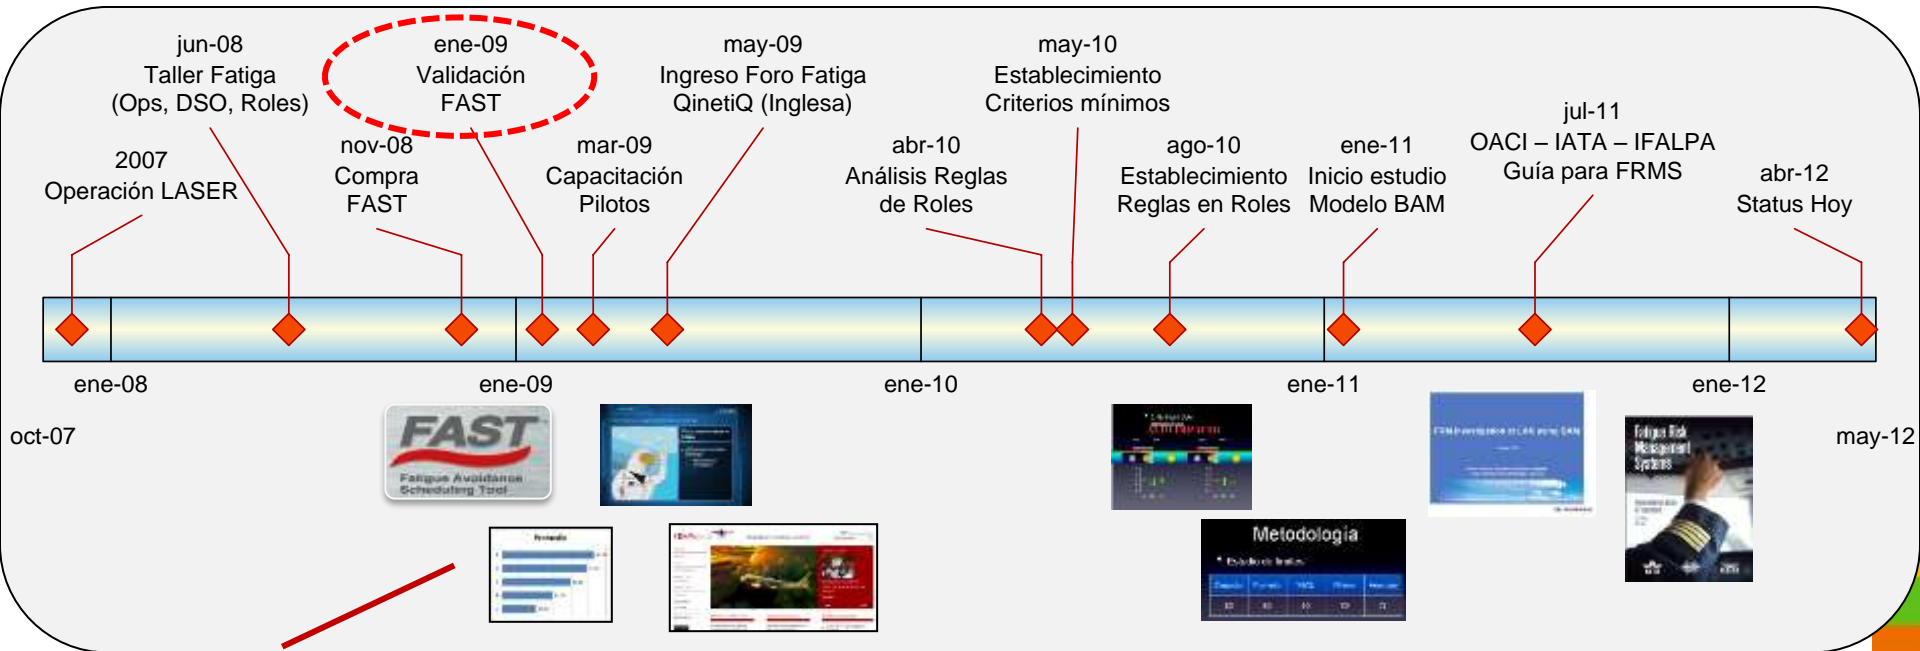 jun-08
Taller Fatiga
(Ops, DSO, Roles)
ene-09
Validación
FAST
may-09
Ingreso Foro Fatiga
QinetiQ (Inglesa)
may-10
Establecimiento
Criterios mínimos
jul-11
OACI – IATA – IFALPA
Guía para FRMS
2007
Operación LASER
nov-08
Compra
FAST
mar-09
Capacitación
Pilotos
abr-10
Análisis Reglas
de Roles
ago-10
Establecimiento
Reglas en Roles
ene-11
Inicio estudio
Modelo BAM
abr-12
Status Hoy
ene-08
ene-09
ene-10
ene-11
ene-12
oct-07
may-12
FAST
Fatigue Avoidance
Scheduling Tool
Metodología
Estudio de límites
Fatigue Risk
Management
Systems